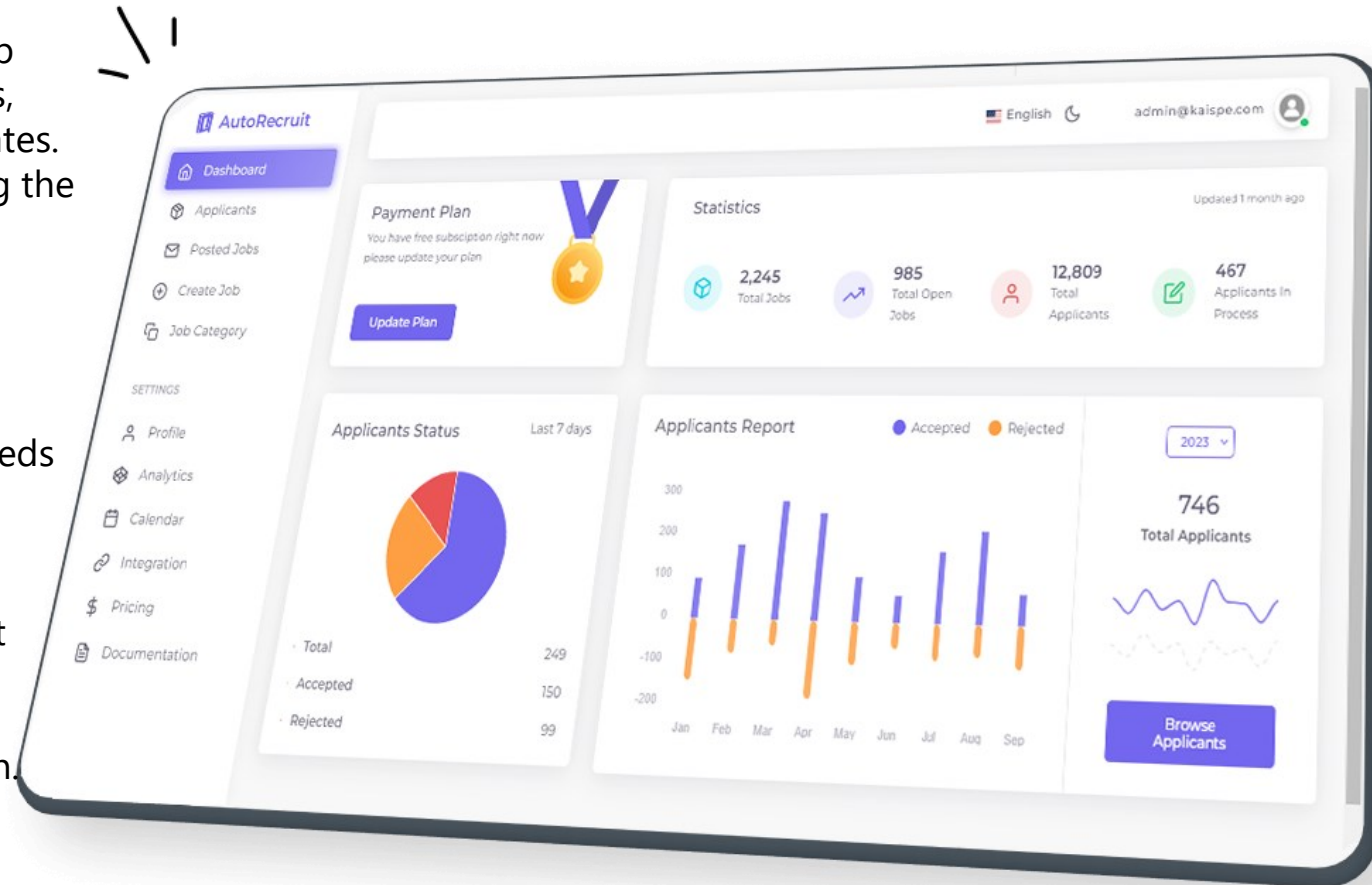 p
s,
tes.
g the
eds
t
n.
AutoRecruit
Dashboard
Applicants
Posted Jobs
Create Job
Job Category
SETTINGS
Profile
Analytics
Calendar
Integration
Pricing
Documentation
English
admin@kaispe.com
Payment Plan
You have free subsciption right now
please update your plan
Update Plan
Statistics
Updated 1 month ago
2,245
Total Jobs
985
Total Open
Jobs
12,809
Total
Applicants
467
Applicants In
Process
Applicants Status
Last 7 days
Total 249
Accepted 150
Rejected 99
Applicants Report
Accepted Rejected
300
200
100
0
-100
-200
Jan Feb Mar Apr May Jun Jul Aug Sep
2023
746
Total Applicants
Browse
Applicants